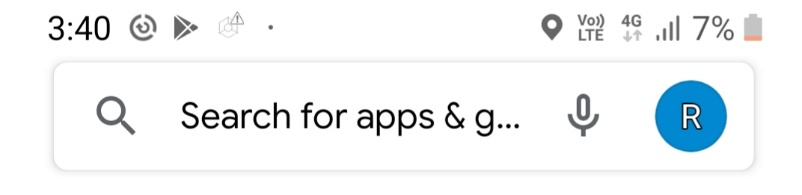 3:40 Vo)) LTE 4G 7%
Search for apps & g... R